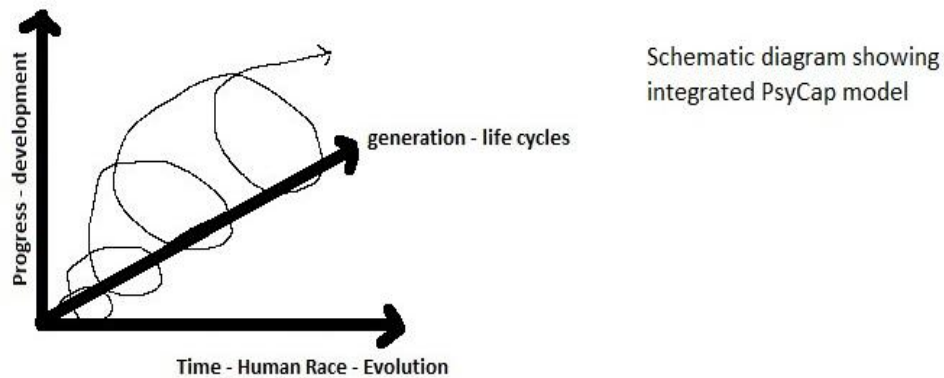 Progress - development
Schematic diagram showing
integrated PsyCap model
generation - life cycles
Time - Human Race - Evolution